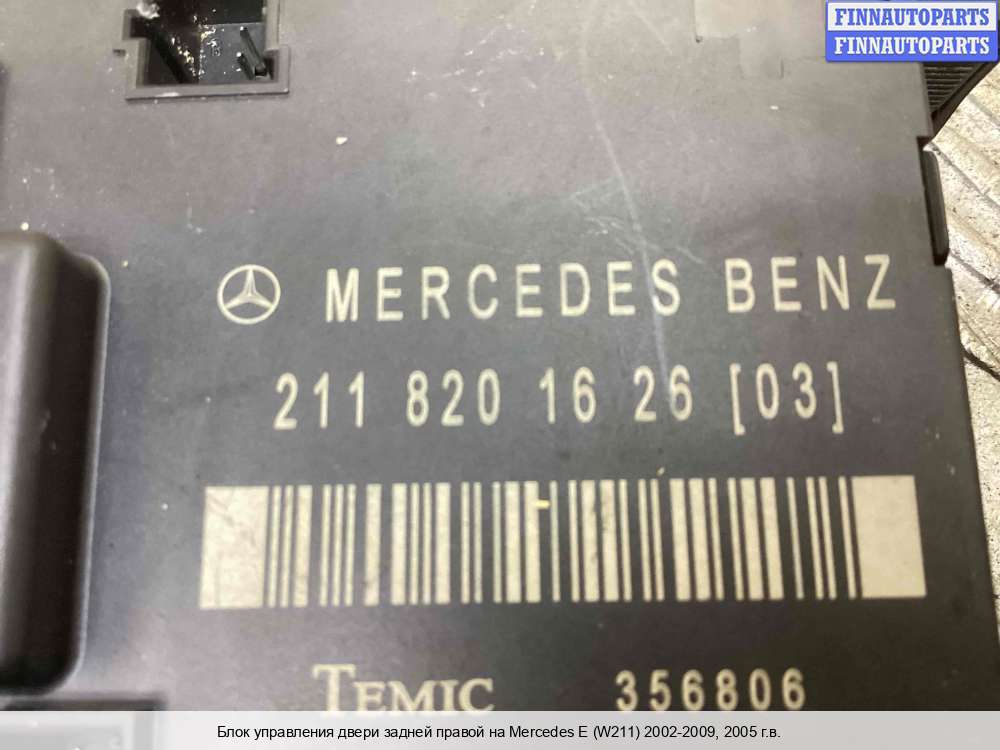 FINNAUTOPARTS
FINNAUTOPARTS
MERCEDES BENZ
211 820 16 26 [03]
TEMIC 356806
Блок управления двери задней правой на Mercedes E (W211) 2002-2009, 2005 г.в.